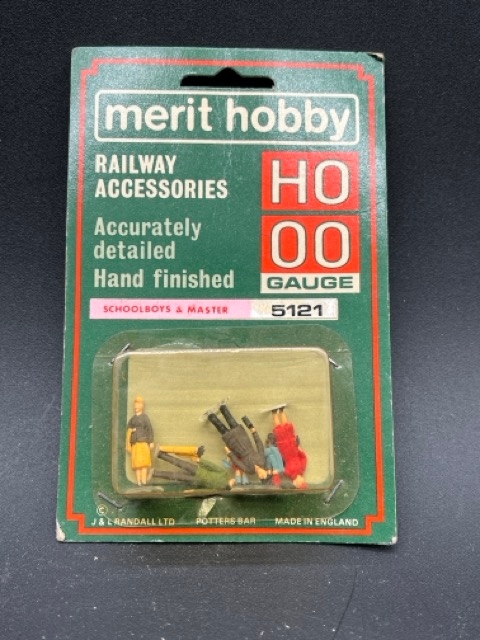 merit hobby
RAILWAY
ACCESSORIES
HO
Accurately
detailed
Hand finished
OO
GAUGE
SCHOOLBOYS & MASTER 5121
©
J & L RANDALL LTD POTTERS BAR MADE IN ENGLAND